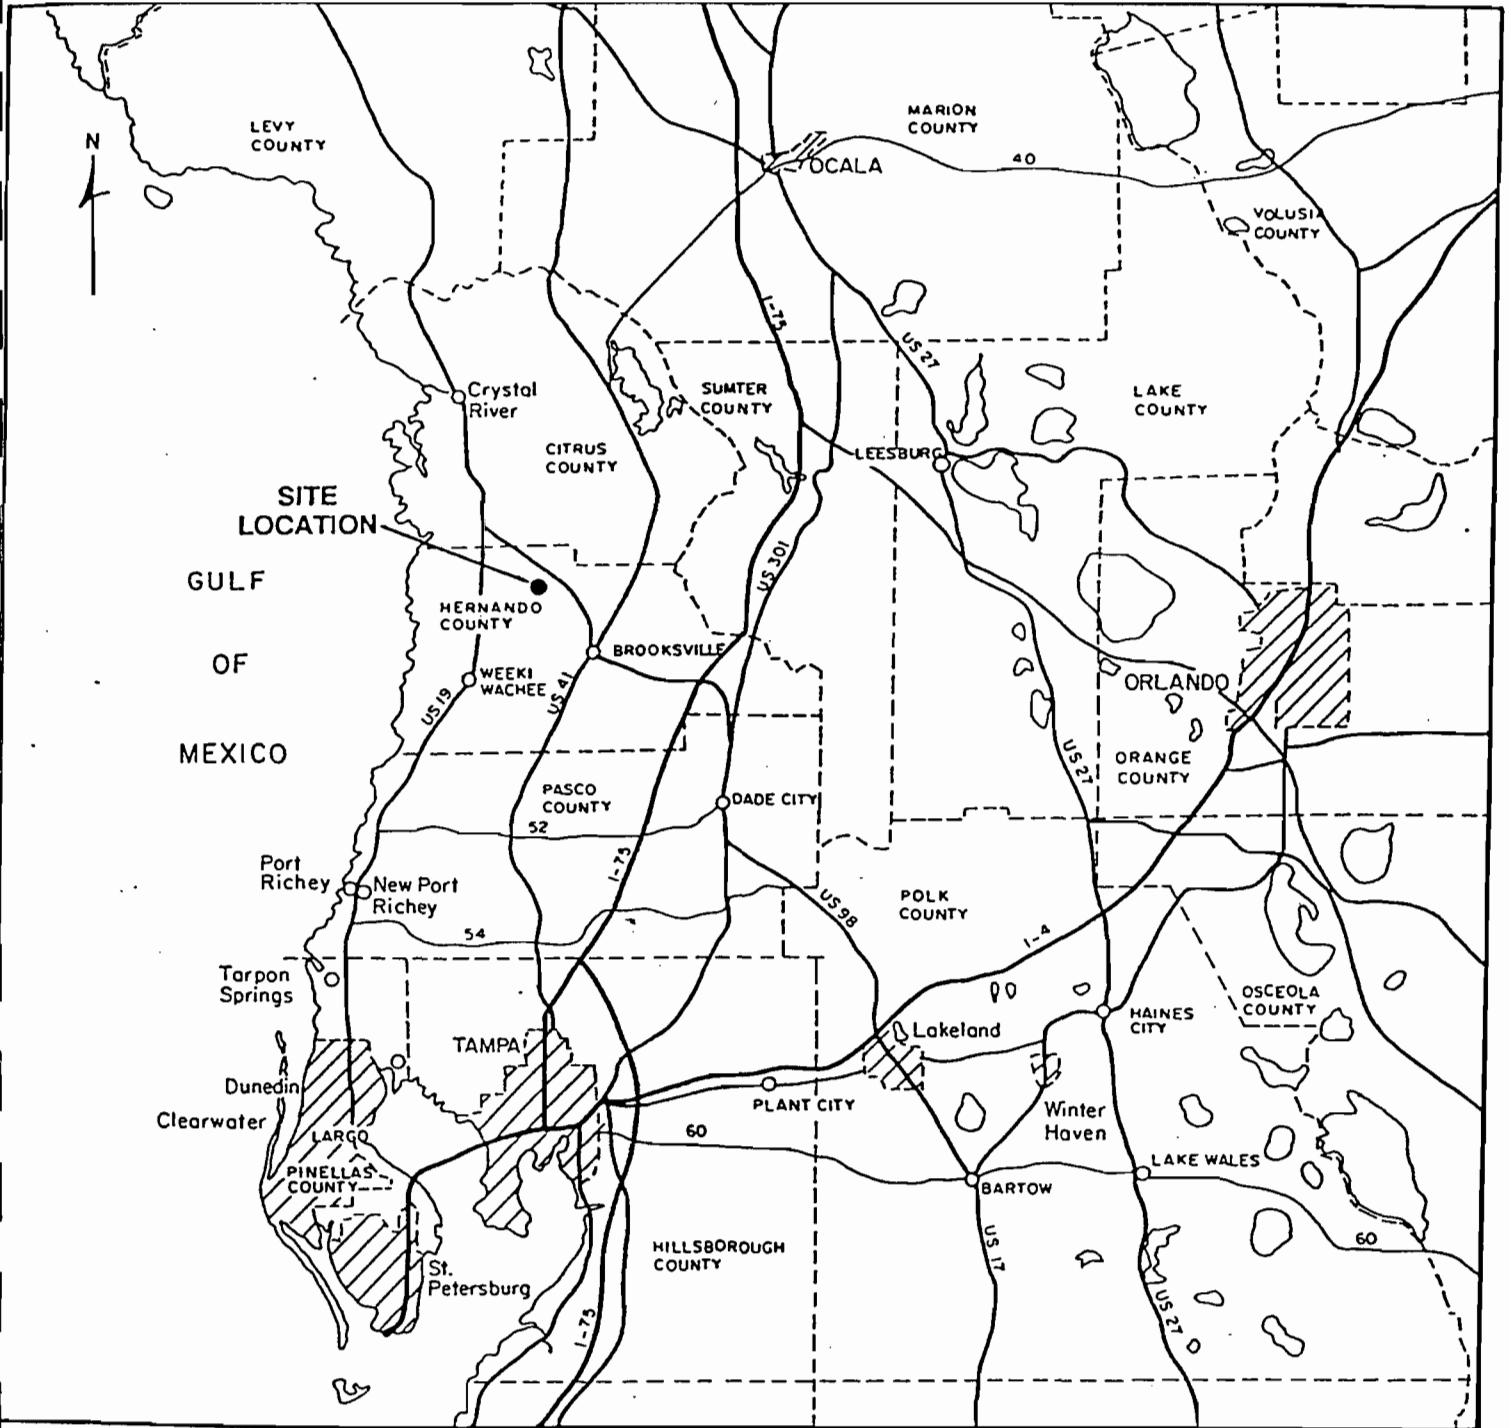 N
LEVY
COUNTY
MARION
COUNTY
OCALA
40
VOLUSIA
COUNTY
I-75
US 27
Crystal
River
SUMTER
COUNTY
LAKE
COUNTY
CITRUS
COUNTY
LEESBURG
SITE
LOCATION
GULF
OF
MEXICO
US 301
HERNANDO
COUNTY
BROOKSVILLE
WEEKI
WACHEE
US 19
US 41
ORLANDO
ORANGE
COUNTY
US 27
PASCO
COUNTY
DADE CITY
52
I-75
Port
Richey
New Port
Richey
US 98
POLK
COUNTY
54
I-4
Tarpon
Springs
OSCEOLA
COUNTY
HAINES
CITY
TAMPA
Lakeland
Dunedin
PLANT CITY
Clearwater
Winter
Haven
LARGO
60
PINELLAS
COUNTY
LAKE WALES
BARTOW
HILLSBOROUGH
COUNTY
US 17
60
St.
Petersburg
I-75
US 27